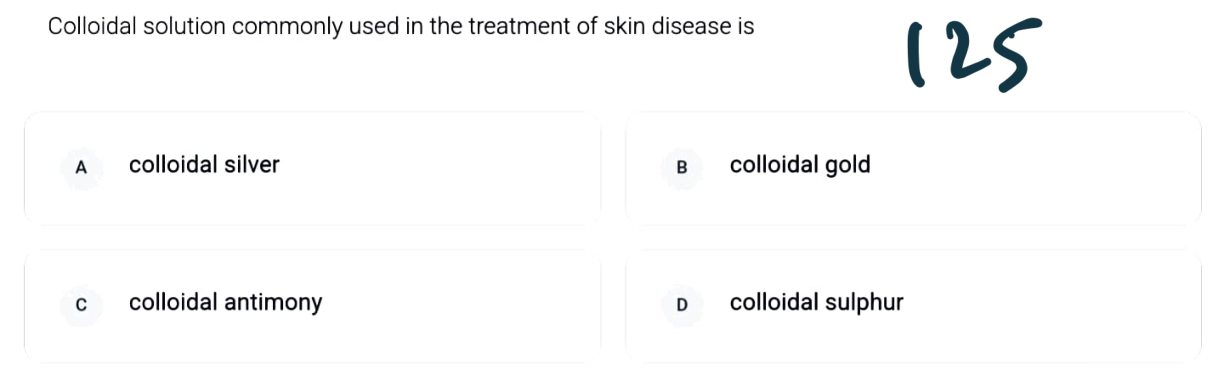 Colloidal solution commonly used in the treatment of skin disease is
125
A colloidal silver
B colloidal gold
C colloidal antimony
D colloidal sulphur